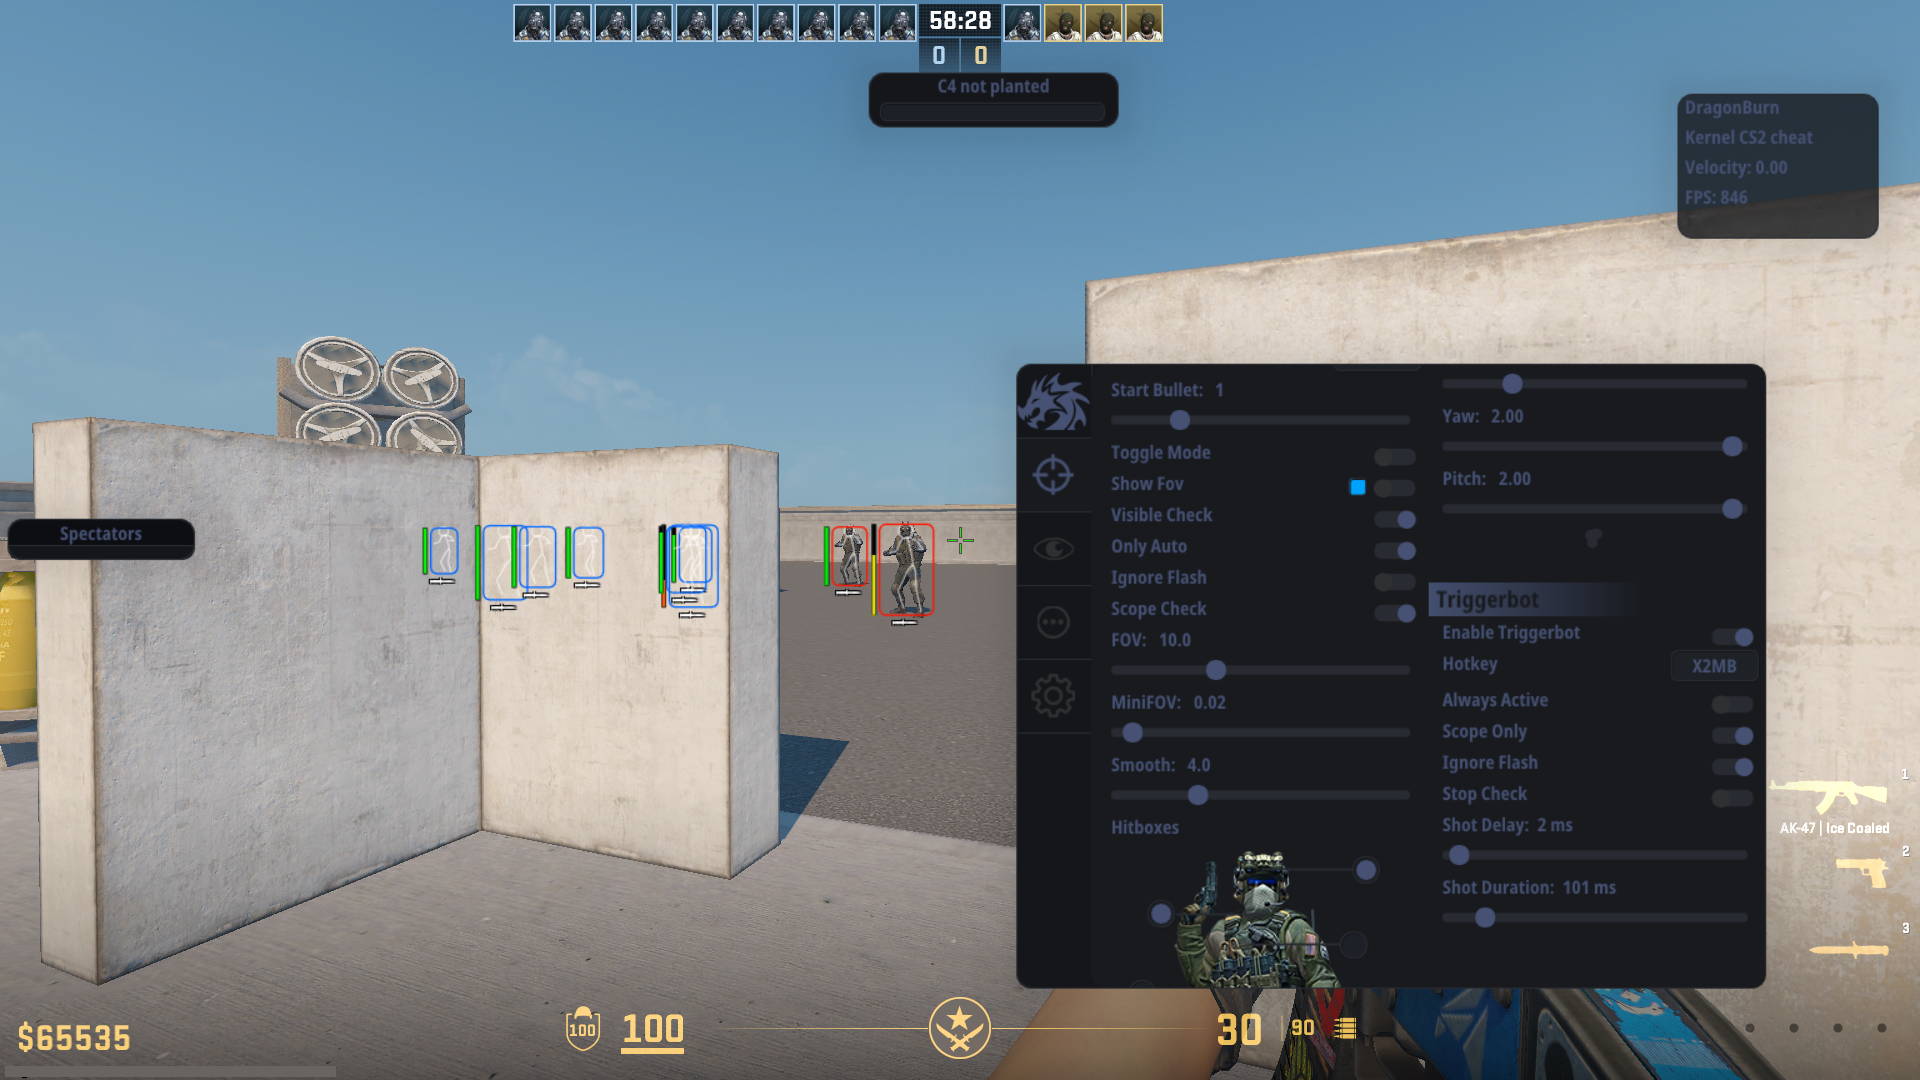 58:28
0 0
C4 not planted
DragonBurn
Kernel CS2 cheat
Velocity: 0.00
FPS: 846
Spectators
Start Bullet: 1
Toggle Mode
Show Fov
Visible Check
Only Auto
Ignore Flash
Scope Check
FOV: 10.0
MiniFOV: 0.02
Smooth: 4.0
Hitboxes
Yaw: 2.00
Pitch: 2.00
Triggerbot
Enable Triggerbot
Hotkey X2MB
Always Active
Scope Only
Ignore Flash
Stop Check
Shot Delay: 2 ms
Shot Duration: 101 ms
1
AK-47 | Ice Coaled
2
3
$65535
100 100
30 90